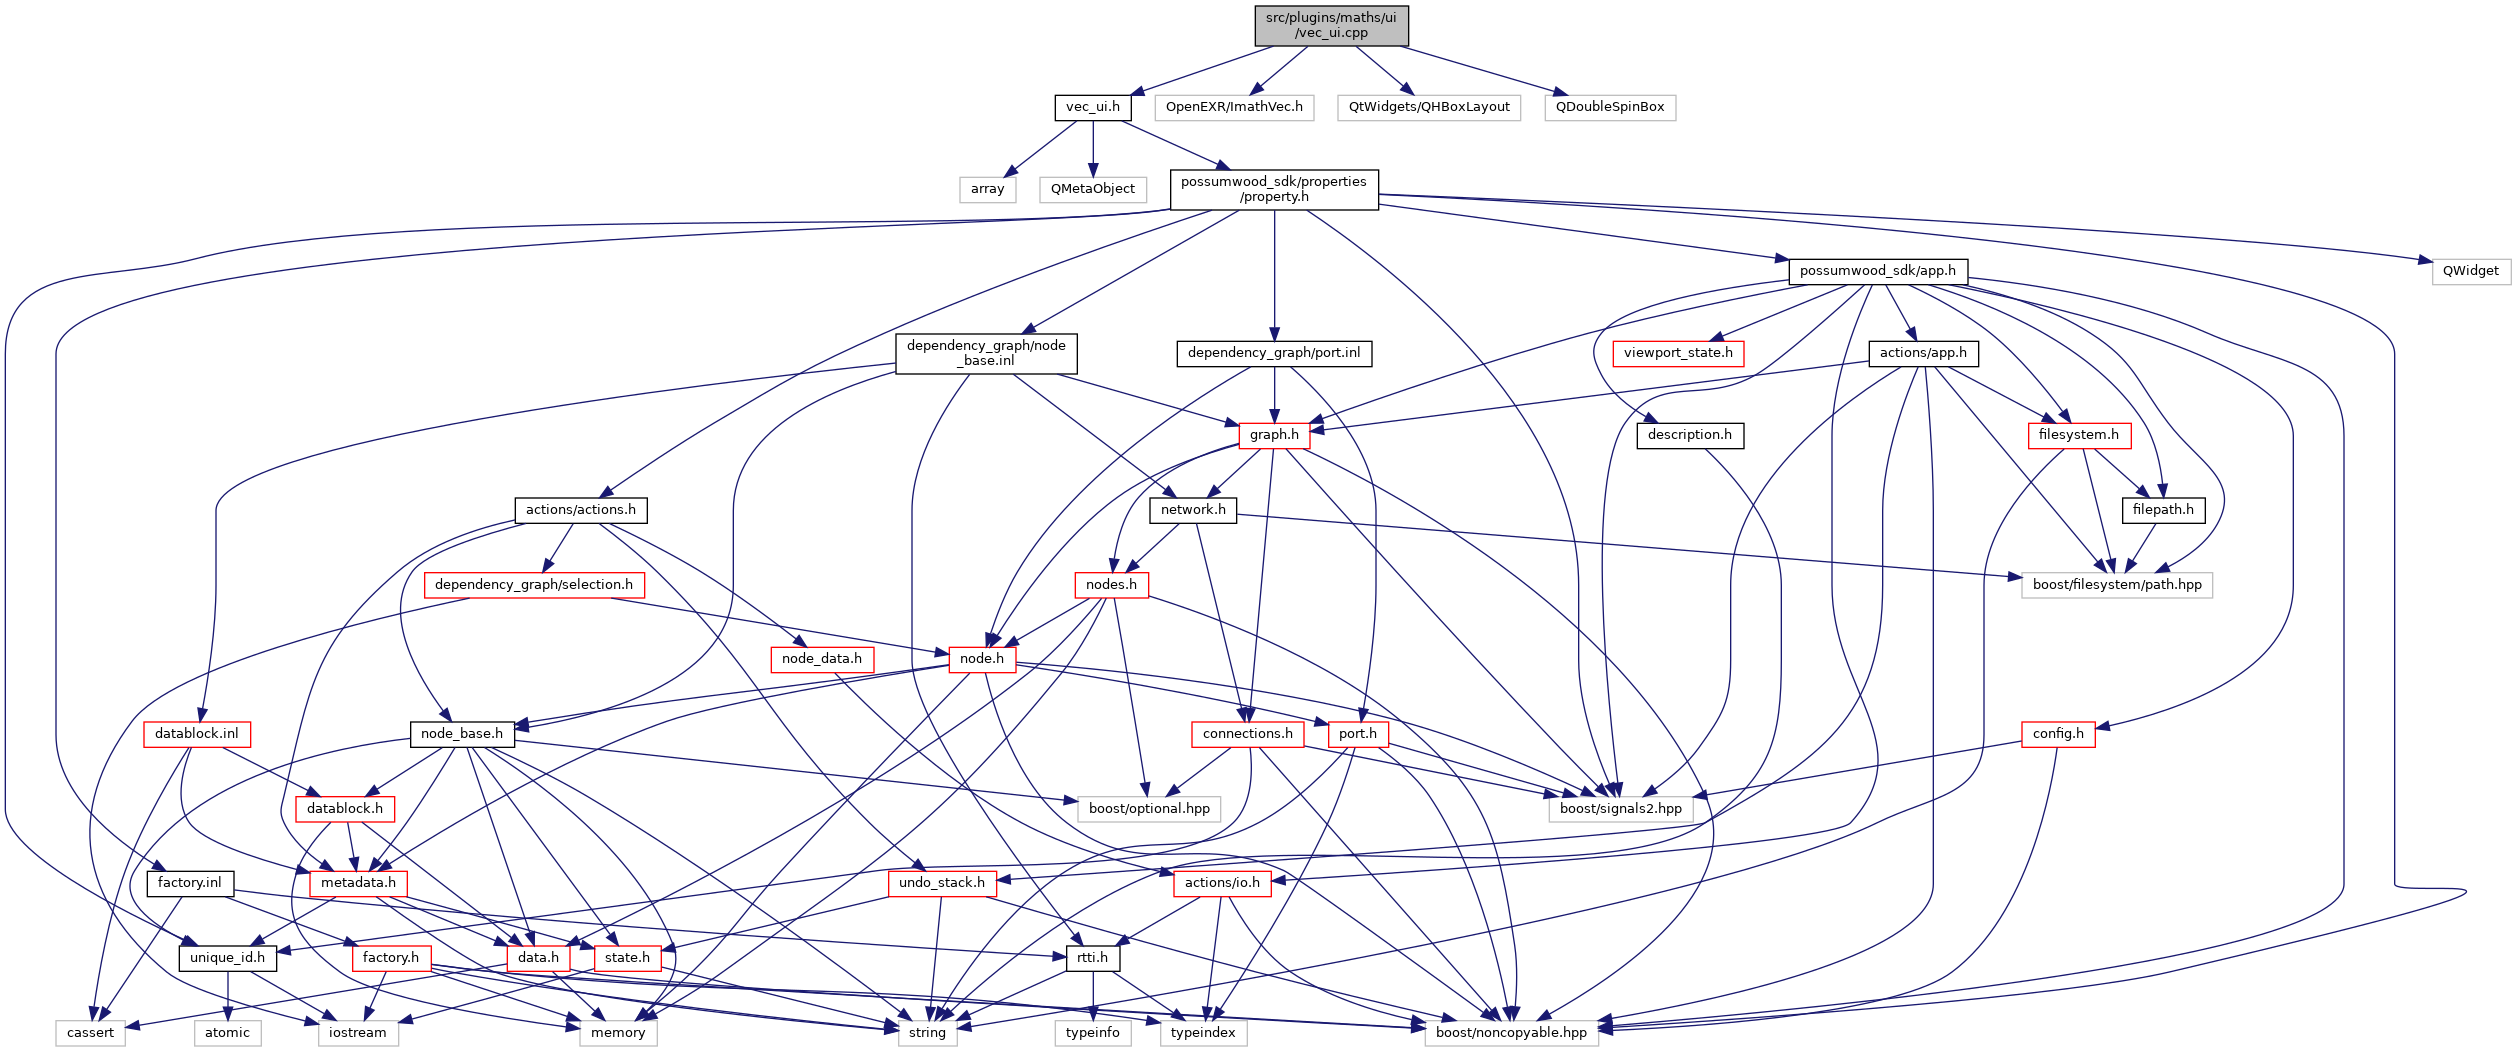 src/plugins/maths/ui
/vec_ui.cpp
vec_ui.h
OpenEXR/ImathVec.h
QtWidgets/QHBoxLayout
QDoubleSpinBox
array
QMetaObject
possumwood_sdk/properties
/property.h
possumwood_sdk/app.h
QWidget
dependency_graph/node
_base.inl
dependency_graph/port.inl
viewport_state.h
actions/app.h
graph.h
description.h
filesystem.h
actions/actions.h
network.h
filepath.h
dependency_graph/selection.h
nodes.h
boost/filesystem/path.hpp
node_data.h
node.h
datablock.inl
node_base.h
connections.h
port.h
config.h
datablock.h
boost/optional.hpp
boost/signals2.hpp
factory.inl
metadata.h
undo_stack.h
actions/io.h
unique_id.h
factory.h
data.h
state.h
rtti.h
cassert
atomic
iostream
memory
string
typeinfo
typeindex
boost/noncopyable.hpp